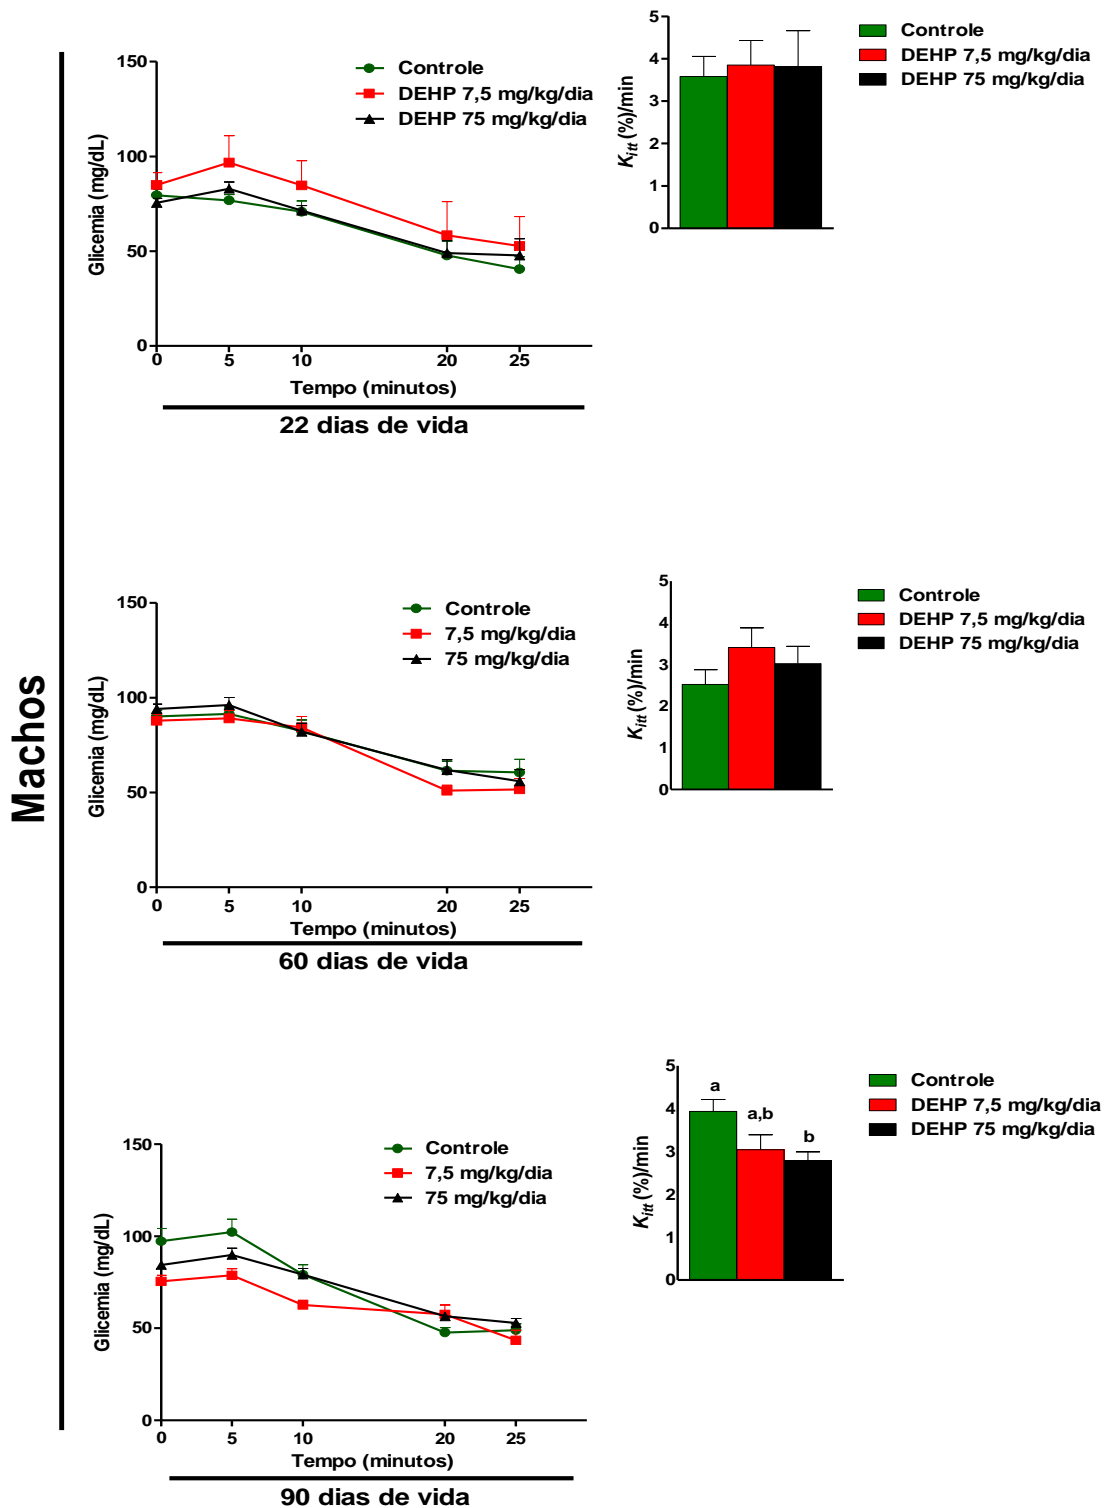 Machos
150
100
50
0
Glicemia (mg/dL)
Controle
DEHP 7,5 mg/kg/dia
DEHP 75 mg/kg/dia
0 5 10 20 25
Tempo (minutos)
22 dias de vida
5
4
3
2
1
0
Kitt (%)/min
Controle
DEHP 7,5 mg/kg/dia
DEHP 75 mg/kg/dia
150
100
50
0
Glicemia (mg/dL)
Controle
7,5 mg/kg/dia
75 mg/kg/dia
0 5 10 20 25
Tempo (minutos)
60 dias de vida
5
4
3
2
1
0
Kitt (%)/min
Controle
DEHP 7,5 mg/kg/dia
DEHP 75 mg/kg/dia
150
100
50
0
Glicemia (mg/dL)
Controle
7,5 mg/kg/dia
75 mg/kg/dia
0 5 10 20 25
Tempo (minutos)
90 dias de vida
5
4
3
2
1
0
Kitt (%)/min
a
a,b
b
Controle
DEHP 7,5 mg/kg/dia
DEHP 75 mg/kg/dia